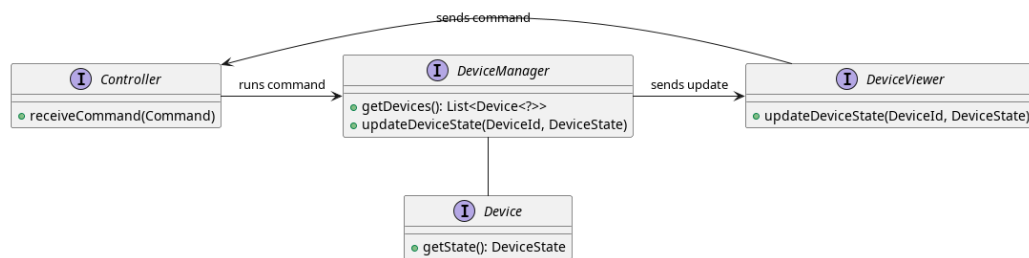 sends command
I Controller
+ receiveCommand(Command)
runs command
I DeviceManager
+ getDevices(): List<Device<?>>
+ updateDeviceState(DeviceId, DeviceState)
sends update
I DeviceViewer
+ updateDeviceState(DeviceId, DeviceState)
I Device
+ getState(): DeviceState